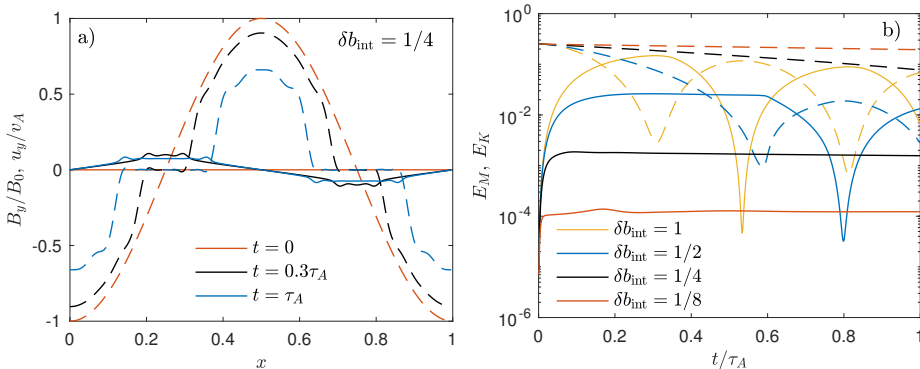 a)
δb_int = 1/4
1
0.5
0
-0.5
-1
B_y/B_0, u_y/v_A
t = 0
t = 0.3τ_A
t = τ_A
0 0.2 0.4 0.6 0.8 1
x
b)
10^0
10^-2
10^-4
10^-6
E_M, E_K
δb_int = 1
δb_int = 1/2
δb_int = 1/4
δb_int = 1/8
0 0.2 0.4 0.6 0.8 1
t/τ_A